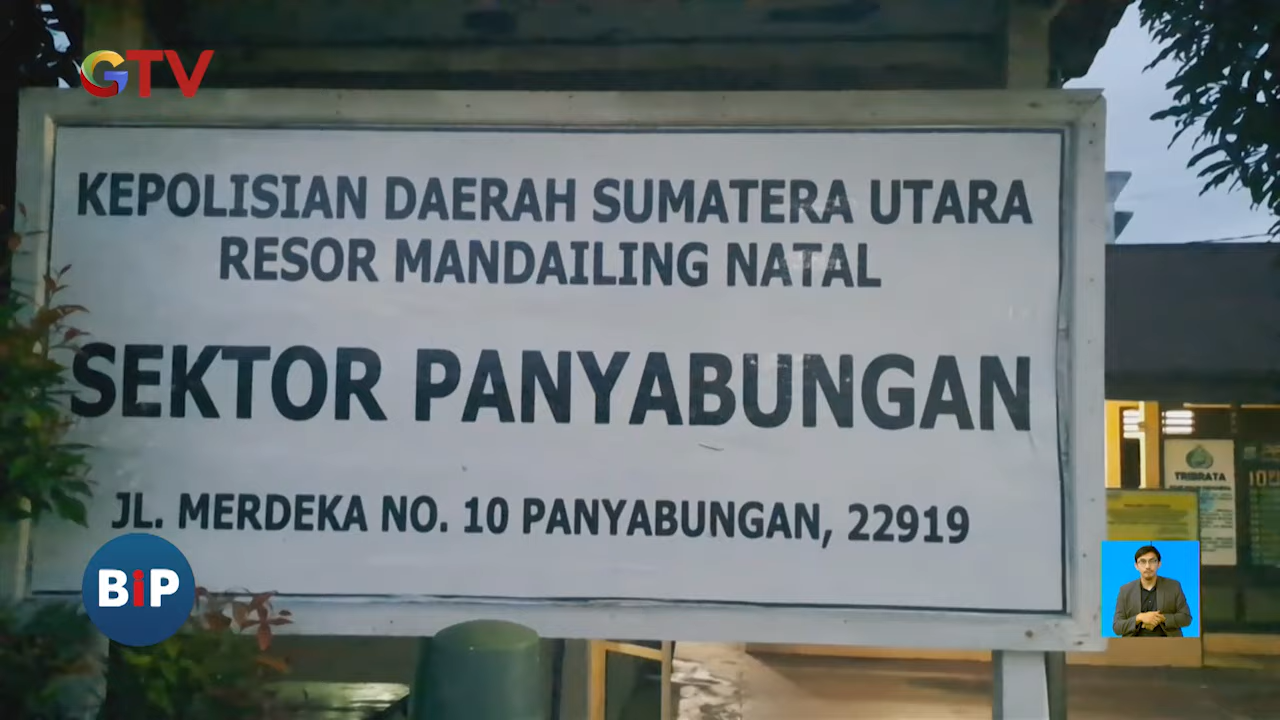 GTV
KEPOLISIAN DAERAH SUMATERA UTARA
RESOR MANDAILING NATAL
SEKTOR PANYABUNGAN
JL. MERDEKA NO. 10 PANYABUNGAN, 22919
TRIBRATA
BiP